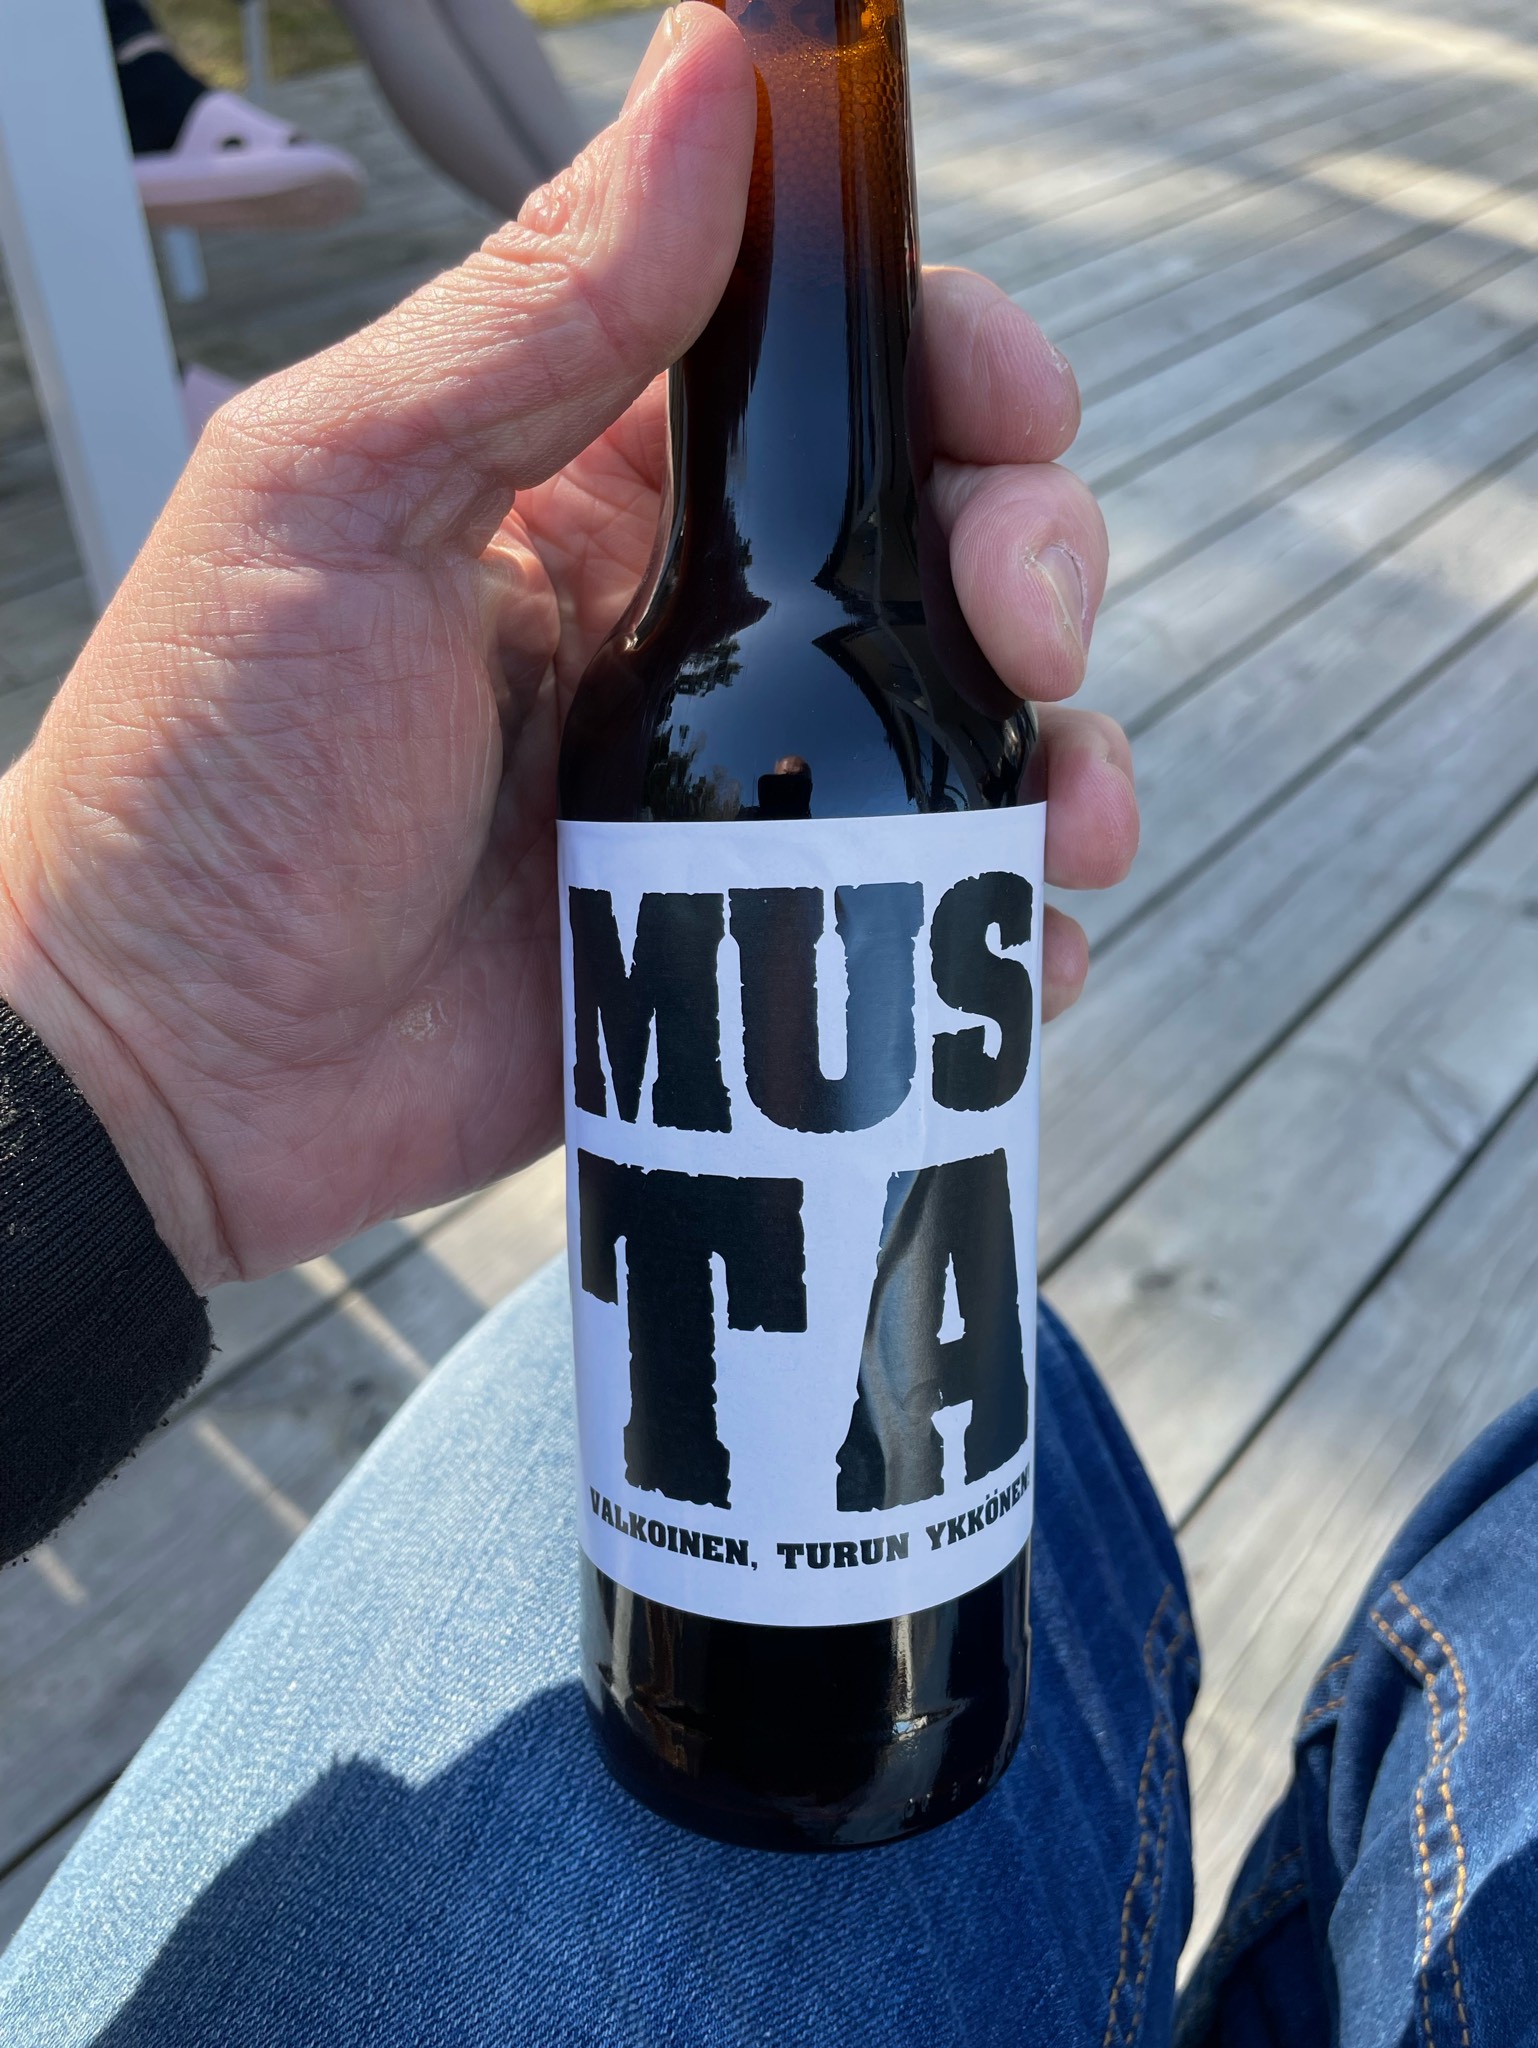 MUS
TA
VALKOINEN, TURUN YKKÖNEN!